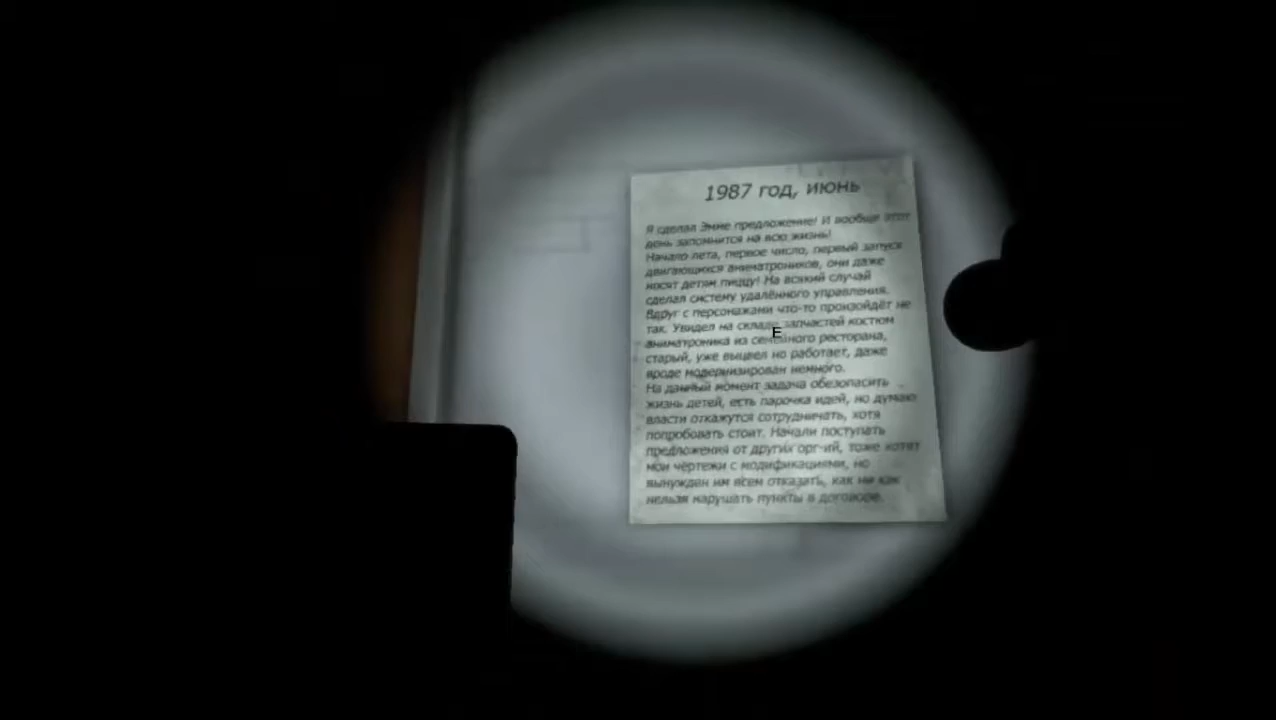 1987 год, июнь
Я сделал Эмме предложение! И вообще этот
день запомнится на всю жизнь!
Начало лета, первое число, первый запуск
двигающихся аниматроников, они даже
носят детям пиццу! На всякий случай
сделал систему удалённого управления.
Вдруг с персонажами что-то произойдёт не
так. Увидел на складе запчастей костюм
аниматроника из семейного ресторана,
старый, уже выцвел но работает, даже
вроде модернизирован немного.
На данный момент задача обезопасить
жизнь детей, есть парочка идей, но думаю
власти откажутся сотрудничать, хотя
попробовать стоит. Начали поступать
предложения от других орг-ий, тоже хотят
мои чертежи с модификациями, но
вынужден им всем отказать, как ни как
нельзя нарушать пункты в договоре.
E